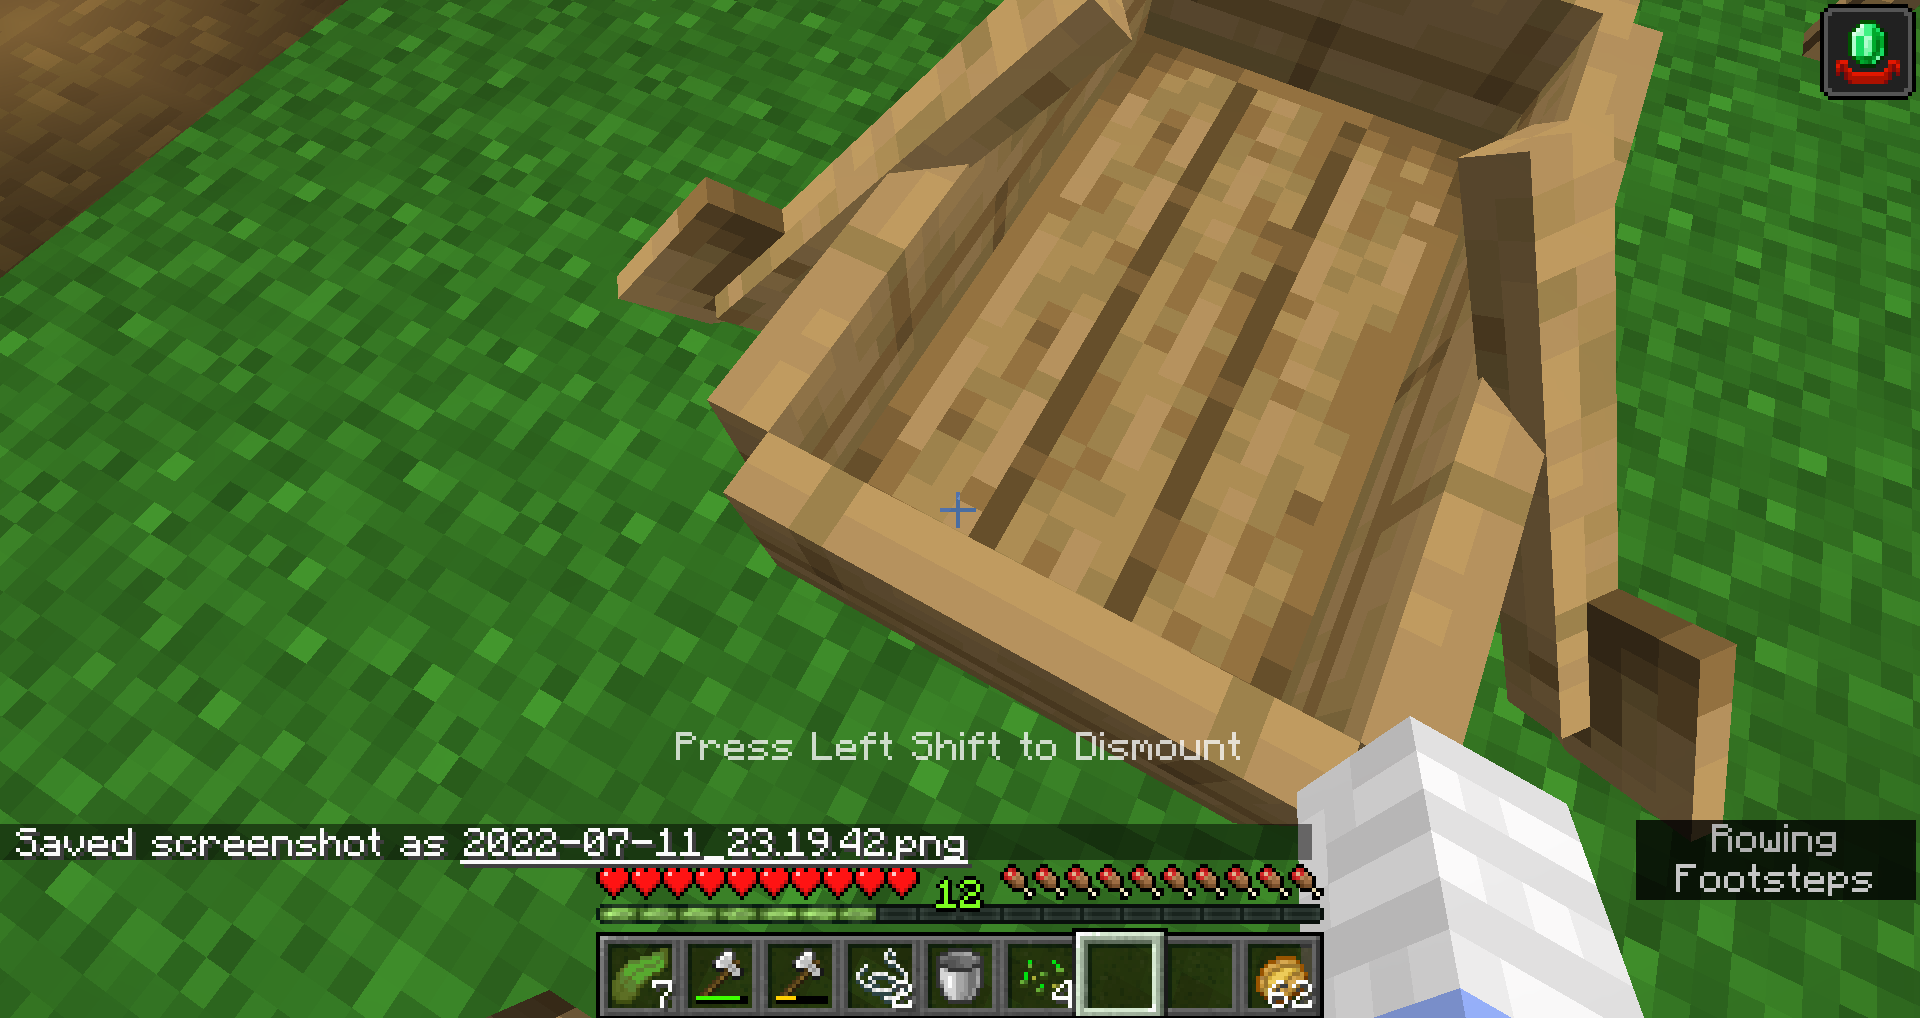 Press Left Shift to Dismount
Saved screenshot as 2022-07-11_23.19.42.png
Rowing
Footsteps
12
7
2
4
62